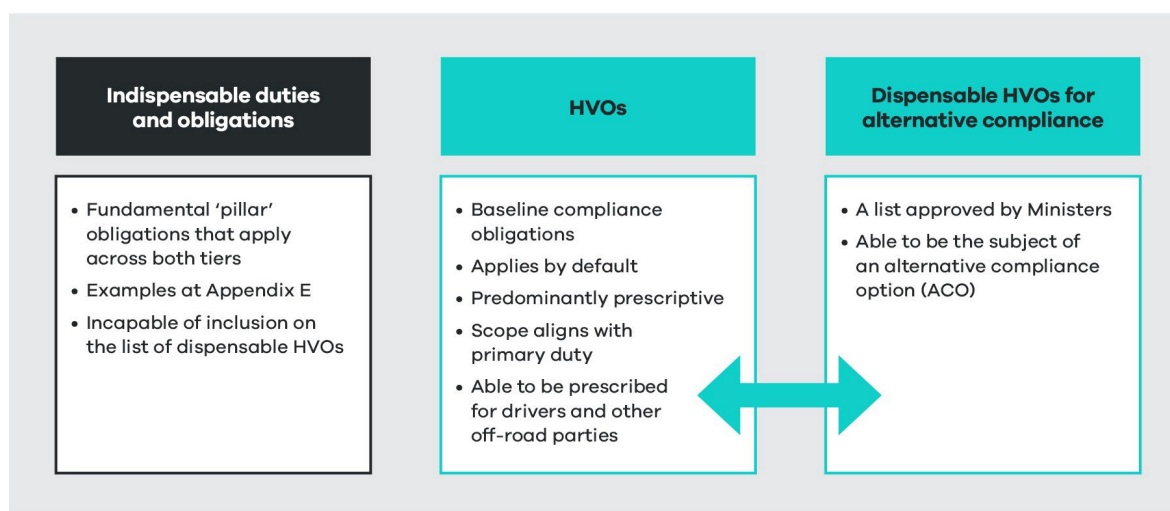 Indispensable duties
and obligations
• Fundamental ‘pillar’
obligations that apply
across both tiers
• Examples at Appendix E
• Incapable of inclusion on
the list of dispensable HVOs
HVOs
• Baseline compliance
obligations
• Applies by default
• Predominantly prescriptive
• Scope aligns with
primary duty
• Able to be prescribed
for drivers and other
off-road parties
Dispensable HVOs for
alternative compliance
• A list approved by Ministers
• Able to be the subject of
an alternative compliance
option (ACO)